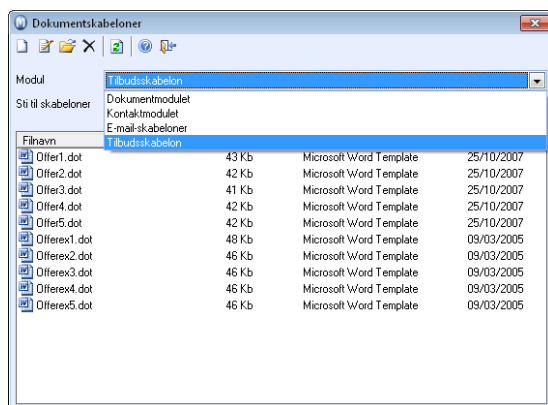 Dokumentskabeloner
Modul Tilbudsskabelon
Dokumentmodulet
Sti til skabeloner
Kontaktmodulet
E-mail-skabeloner
Tilbudsskabelon
Filnavn
Offer1.dot 43 Kb Microsoft Word Template 25/10/2007
Offer2.dot 42 Kb Microsoft Word Template 25/10/2007
Offer3.dot 41 Kb Microsoft Word Template 25/10/2007
Offer4.dot 42 Kb Microsoft Word Template 25/10/2007
Offer5.dot 42 Kb Microsoft Word Template 25/10/2007
Offerex1.dot 48 Kb Microsoft Word Template 09/03/2005
Offerex2.dot 46 Kb Microsoft Word Template 09/03/2005
Offerex3.dot 46 Kb Microsoft Word Template 09/03/2005
Offerex4.dot 46 Kb Microsoft Word Template 09/03/2005
Offerex5.dot 46 Kb Microsoft Word Template 09/03/2005